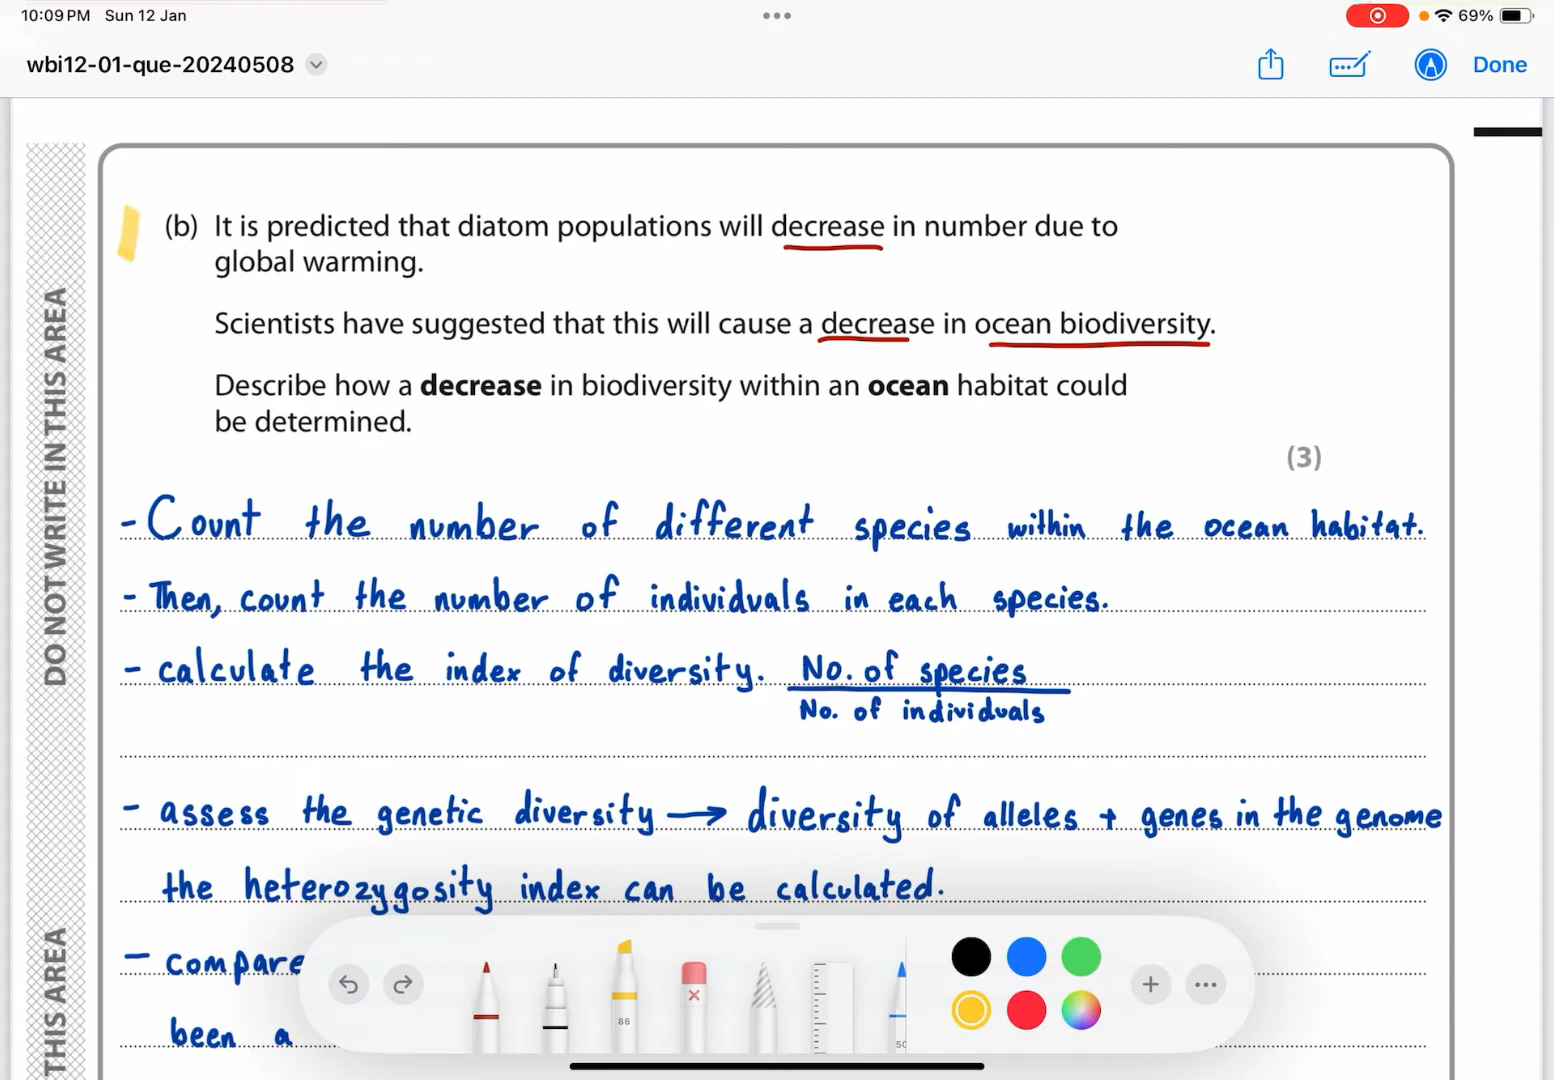 10:09 PM Sun 12 Jan
69%
wbi12-01-que-20240508
Done
DO NOT WRITE IN THIS AREA
(b) It is predicted that diatom populations will decrease in number due to
global warming.
Scientists have suggested that this will cause a decrease in ocean biodiversity.
Describe how a decrease in biodiversity within an ocean habitat could
be determined.
(3)
- Count the number of different species within the ocean habitat.
- Then, count the number of individuals in each species.
- calculate the index of diversity. No. of species
No. of individuals
- assess the genetic diversity → diversity of alleles + genes in the genome
the heterozygosity index can be calculated.
- compare
been a
THIS AREA
86
50